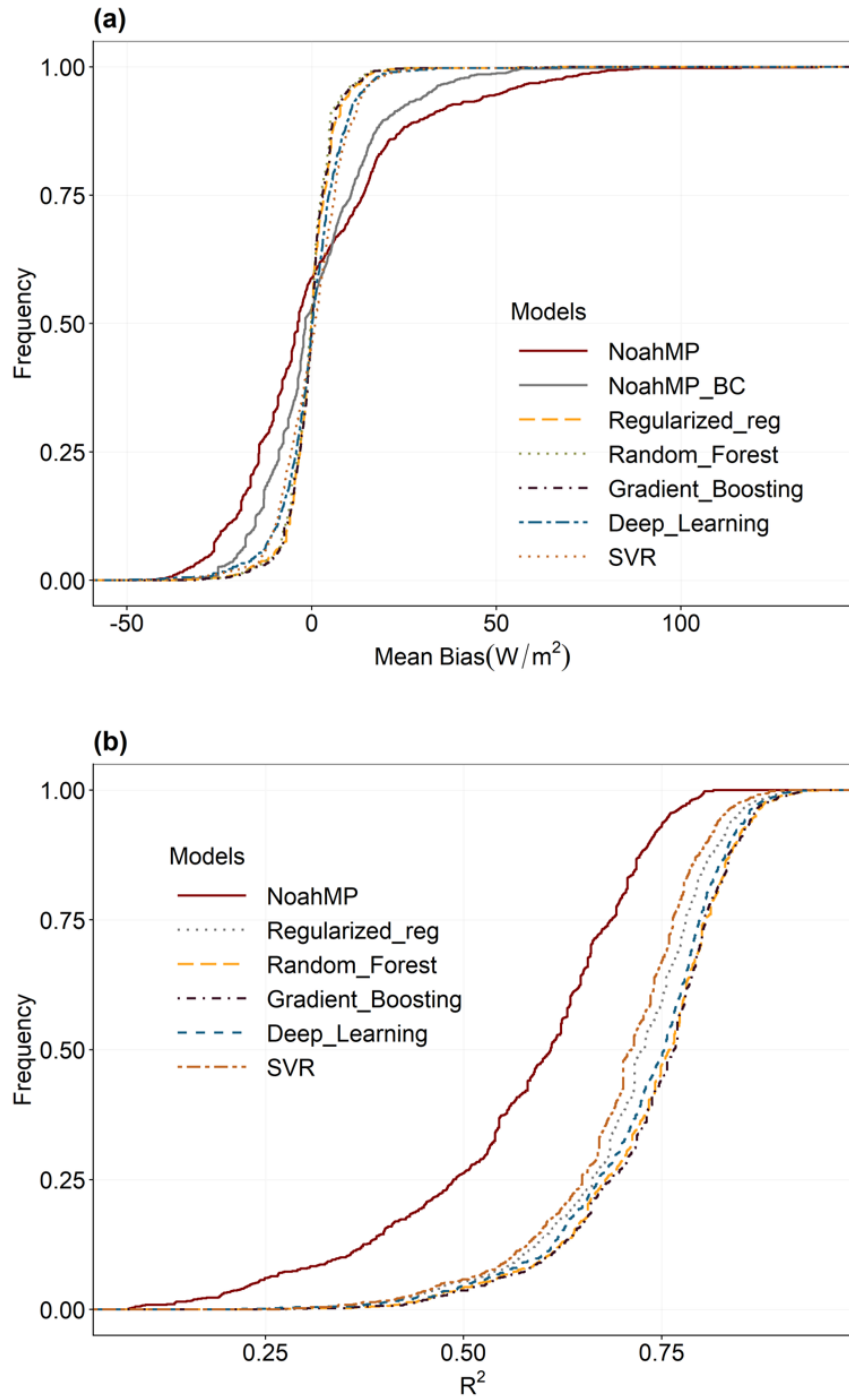 (a)
1.00
0.75
0.50
0.25
0.00
Frequency
Models
NoahMP
NoahMP_BC
Regularized_reg
Random_Forest
Gradient_Boosting
Deep_Learning
SVR
-50 0 50 100
Mean Bias(W/m²)
(b)
1.00
0.75
0.50
0.25
0.00
Frequency
Models
NoahMP
Regularized_reg
Random_Forest
Gradient_Boosting
Deep_Learning
SVR
0.25 0.50 0.75
R²